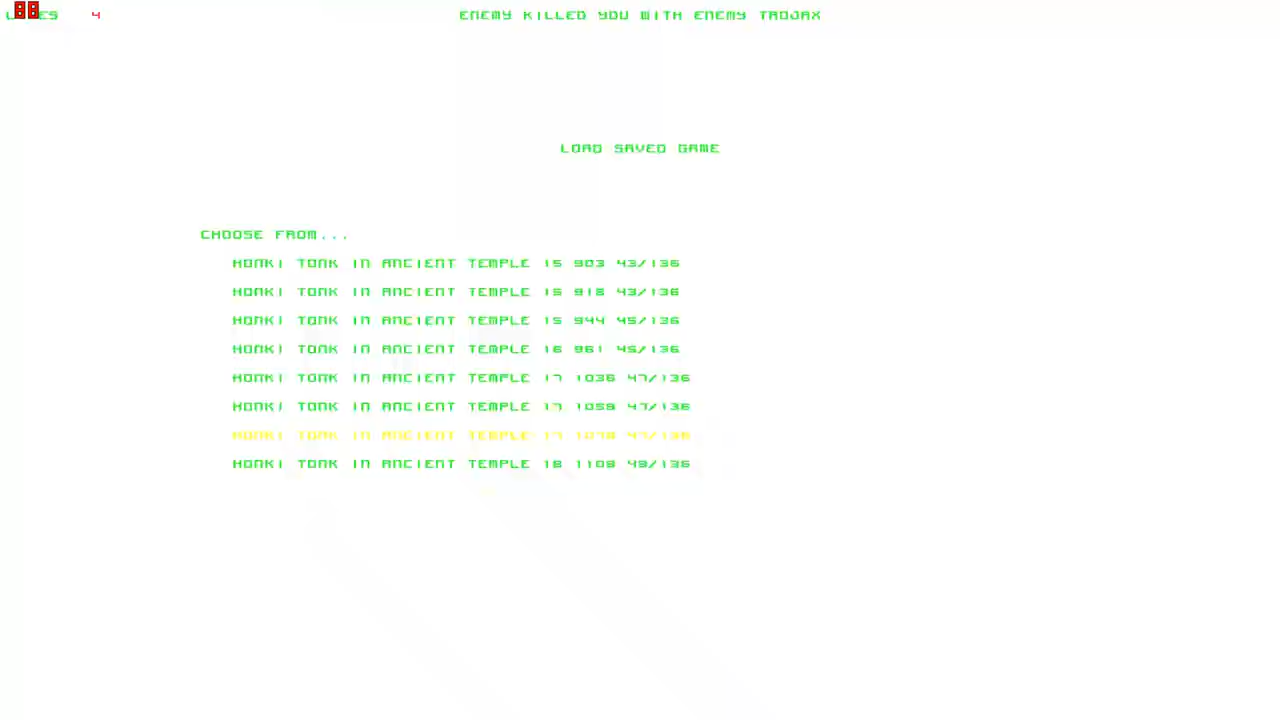 4
ENEMY KILLED YOU WITH ENEMY TROJAX
LOAD SAVED GAME
CHOOSE FROM...
HONKI TONK IN ANCIENT TEMPLE 15 903 43/136
HONKI TONK IN ANCIENT TEMPLE 15 918 43/136
HONKI TONK IN ANCIENT TEMPLE 15 944 45/136
HONKI TONK IN ANCIENT TEMPLE 16 961 45/136
HONKI TONK IN ANCIENT TEMPLE 17 1036 47/136
HONKI TONK IN ANCIENT TEMPLE 17 1059 47/136
HONKI TONK IN ANCIENT TEMPLE 17 47/136
HONKI TONK IN ANCIENT TEMPLE 18 1109 49/136